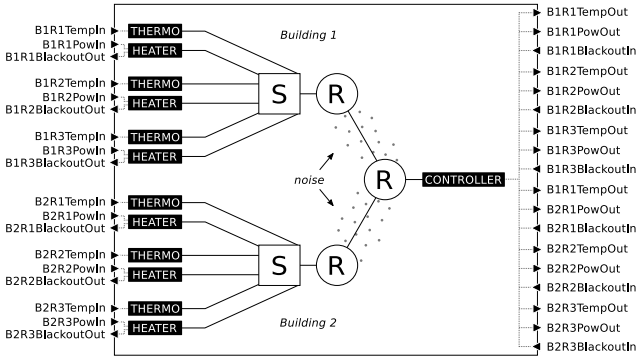 Building 1
B1R1TempIn
THERMO
B1R1PowIn
HEATER
B1R1BlackoutOut
B1R2TempIn
THERMO
B1R2PowIn
HEATER
B1R2BlackoutOut
B1R3TempIn
THERMO
B1R3PowIn
HEATER
B1R3BlackoutOut
S
R
noise
R
CONTROLLER
B2R1TempIn
THERMO
B2R1PowIn
HEATER
B2R1BlackoutOut
B2R2TempIn
THERMO
B2R2PowIn
HEATER
B2R2BlackoutOut
B2R3TempIn
THERMO
B2R3PowIn
HEATER
B2R3BlackoutOut
S
R
Building 2
B1R1TempOut
B1R1PowOut
B1R1BlackoutIn
B1R2TempOut
B1R2PowOut
B1R2BlackoutIn
B1R3TempOut
B1R3PowOut
B1R3BlackoutIn
B1R1TempOut
B2R1PowOut
B2R1BlackoutIn
B2R2TempOut
B2R2PowOut
B2R2BlackoutIn
B2R3TempOut
B2R3PowOut
B2R3BlackoutIn